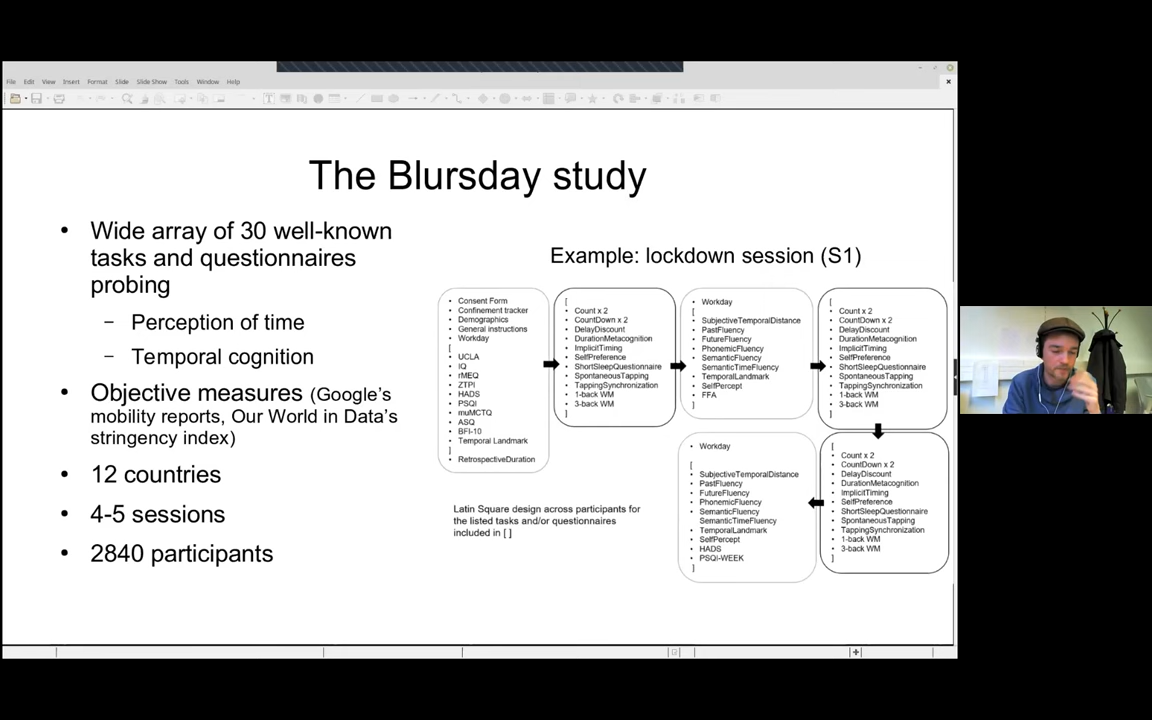 File Edit View Insert Format Slide Slide Show Tools Window Help
The Blursday study
• Wide array of 30 well-known
tasks and questionnaires
probing
– Perception of time
– Temporal cognition
• Objective measures (Google's
mobility reports, Our World in Data's
stringency index)
• 12 countries
• 4-5 sessions
• 2840 participants
Example: lockdown session (S1)
• Consent Form
• Confinement tracker
• Demographics
• General instructions
• Workday
[
• UCLA
• IQ
• rMEQ
• ZTPI
• HADS
• PSQI
• muMCTQ
• ASQ
• BFI-10
• Temporal Landmark
]
• RetrospectiveDuration
[
• Count x 2
• CountDown x 2
• DelayDiscount
• DurationMetacognition
• ImplicitTiming
• SelfPreference
• ShortSleepQuestionnaire
• SpontaneousTapping
• TappingSynchronization
• 1-back WM
• 3-back WM
]
• Workday
[
• SubjectiveTemporalDistance
• PastFluency
• FutureFluency
• PhonemicFluency
• SemanticFluency
• SemanticTimeFluency
• TemporalLandmark
• SelfPercept
• FFA
]
[
• Count x 2
• CountDown x 2
• DelayDiscount
• DurationMetacognition
• ImplicitTiming
• SelfPreference
• ShortSleepQuestionnaire
• SpontaneousTapping
• TappingSynchronization
• 1-back WM
• 3-back WM
]
[
• Count x 2
• CountDown x 2
• DelayDiscount
• DurationMetacognition
• ImplicitTiming
• SelfPreference
• ShortSleepQuestionnaire
• SpontaneousTapping
• TappingSynchronization
• 1-back WM
• 3-back WM
]
• Workday
[
• SubjectiveTemporalDistance
• PastFluency
• FutureFluency
• PhonemicFluency
• SemanticFluency
SemanticTimeFluency
• TemporalLandmark
• SelfPercept
• HADS
• PSQI-WEEK
]
Latin Square design across participants for
the listed tasks and/or questionnaires
included in [ ]